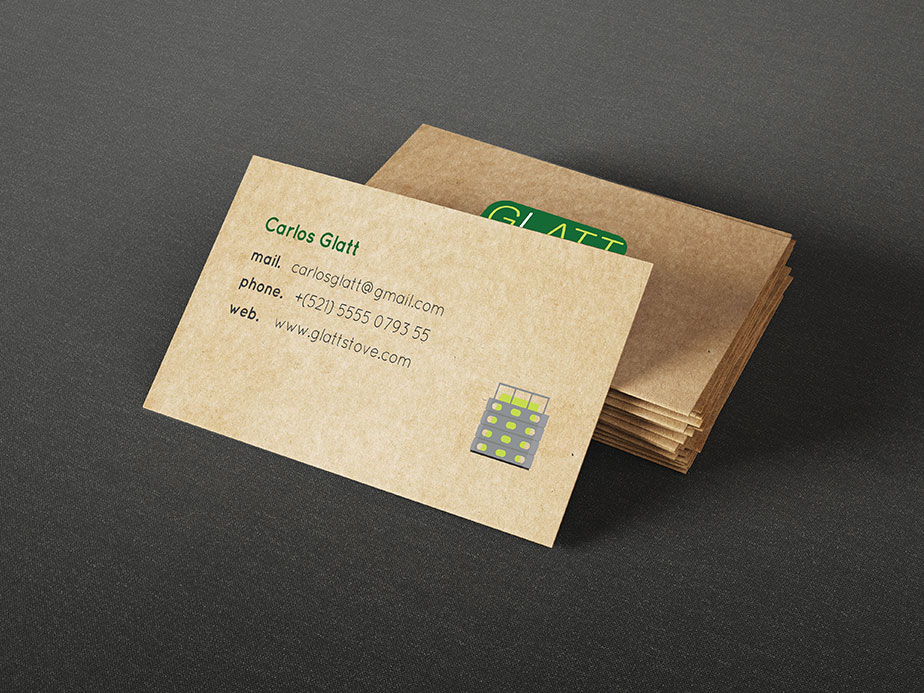 GLATT
Carlos Glatt
mail. carlosglatt@gmail.com
phone. +(521) 5555 0793 55
web. www.glattstove.com